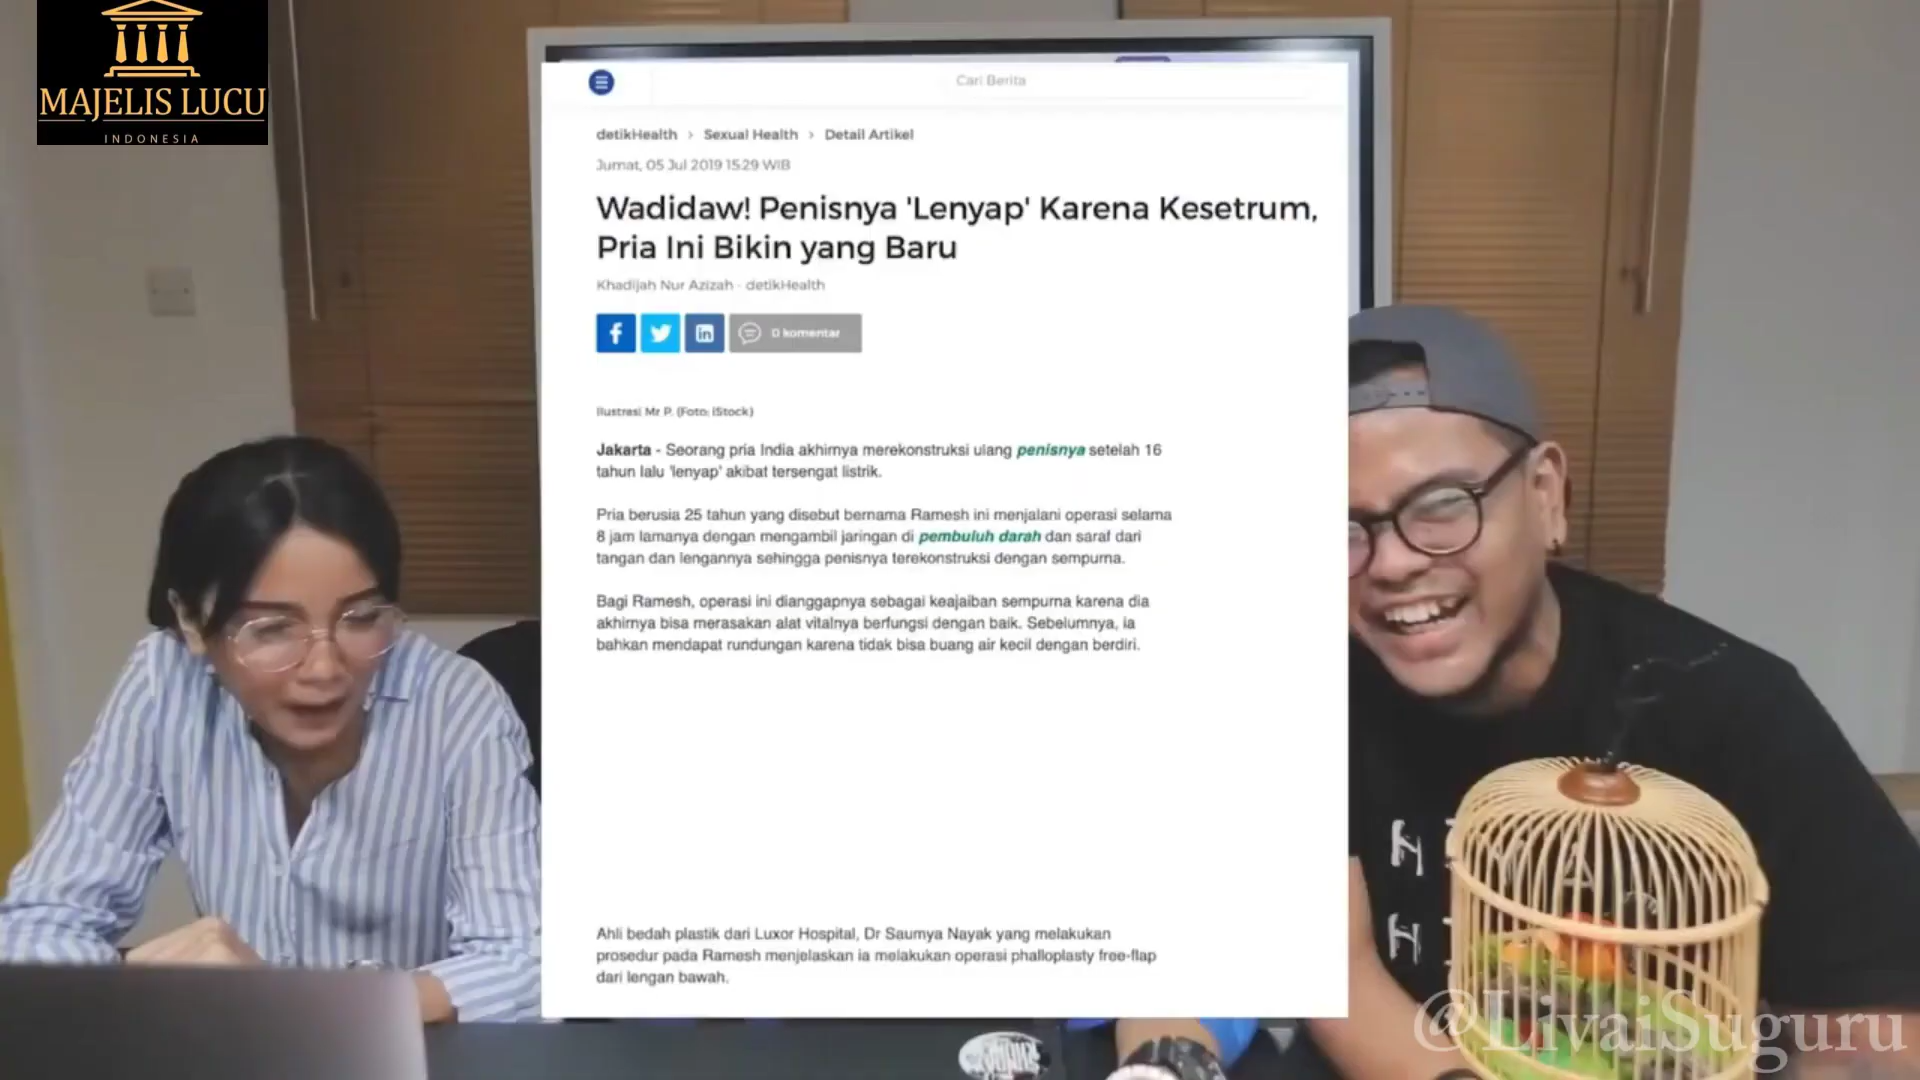 MAJELIS LUCU
INDONESIA
Cari Berita
detikHealth > Sexual Health > Detail Artikel
Jumat, 05 Jul 2019 15:29 WIB
Wadidaw! Penisnya 'Lenyap' Karena Kesetrum,
Pria Ini Bikin yang Baru
Khadijah Nur Azizah - detikHealth
0 komentar
Ilustrasi Mr P. (Foto: iStock)
Jakarta - Seorang pria India akhirnya merekonstruksi ulang penisnya setelah 16
tahun lalu 'lenyap' akibat tersengat listrik.
Pria berusia 25 tahun yang disebut bernama Ramesh ini menjalani operasi selama
8 jam lamanya dengan mengambil jaringan di pembuluh darah dan saraf dari
tangan dan lengannya sehingga penisnya terekonstruksi dengan sempurna.
Bagi Ramesh, operasi ini dianggapnya sebagai keajaiban sempurna karena dia
akhirnya bisa merasakan alat vitalnya berfungsi dengan baik. Sebelumnya, ia
bahkan mendapat rundungan karena tidak bisa buang air kecil dengan berdiri.
Ahli bedah plastik dari Luxor Hospital, Dr Saumya Nayak yang melakukan
prosedur pada Ramesh menjelaskan ia melakukan operasi phalloplasty free-flap
dari lengan bawah.
@LivaiSuguru